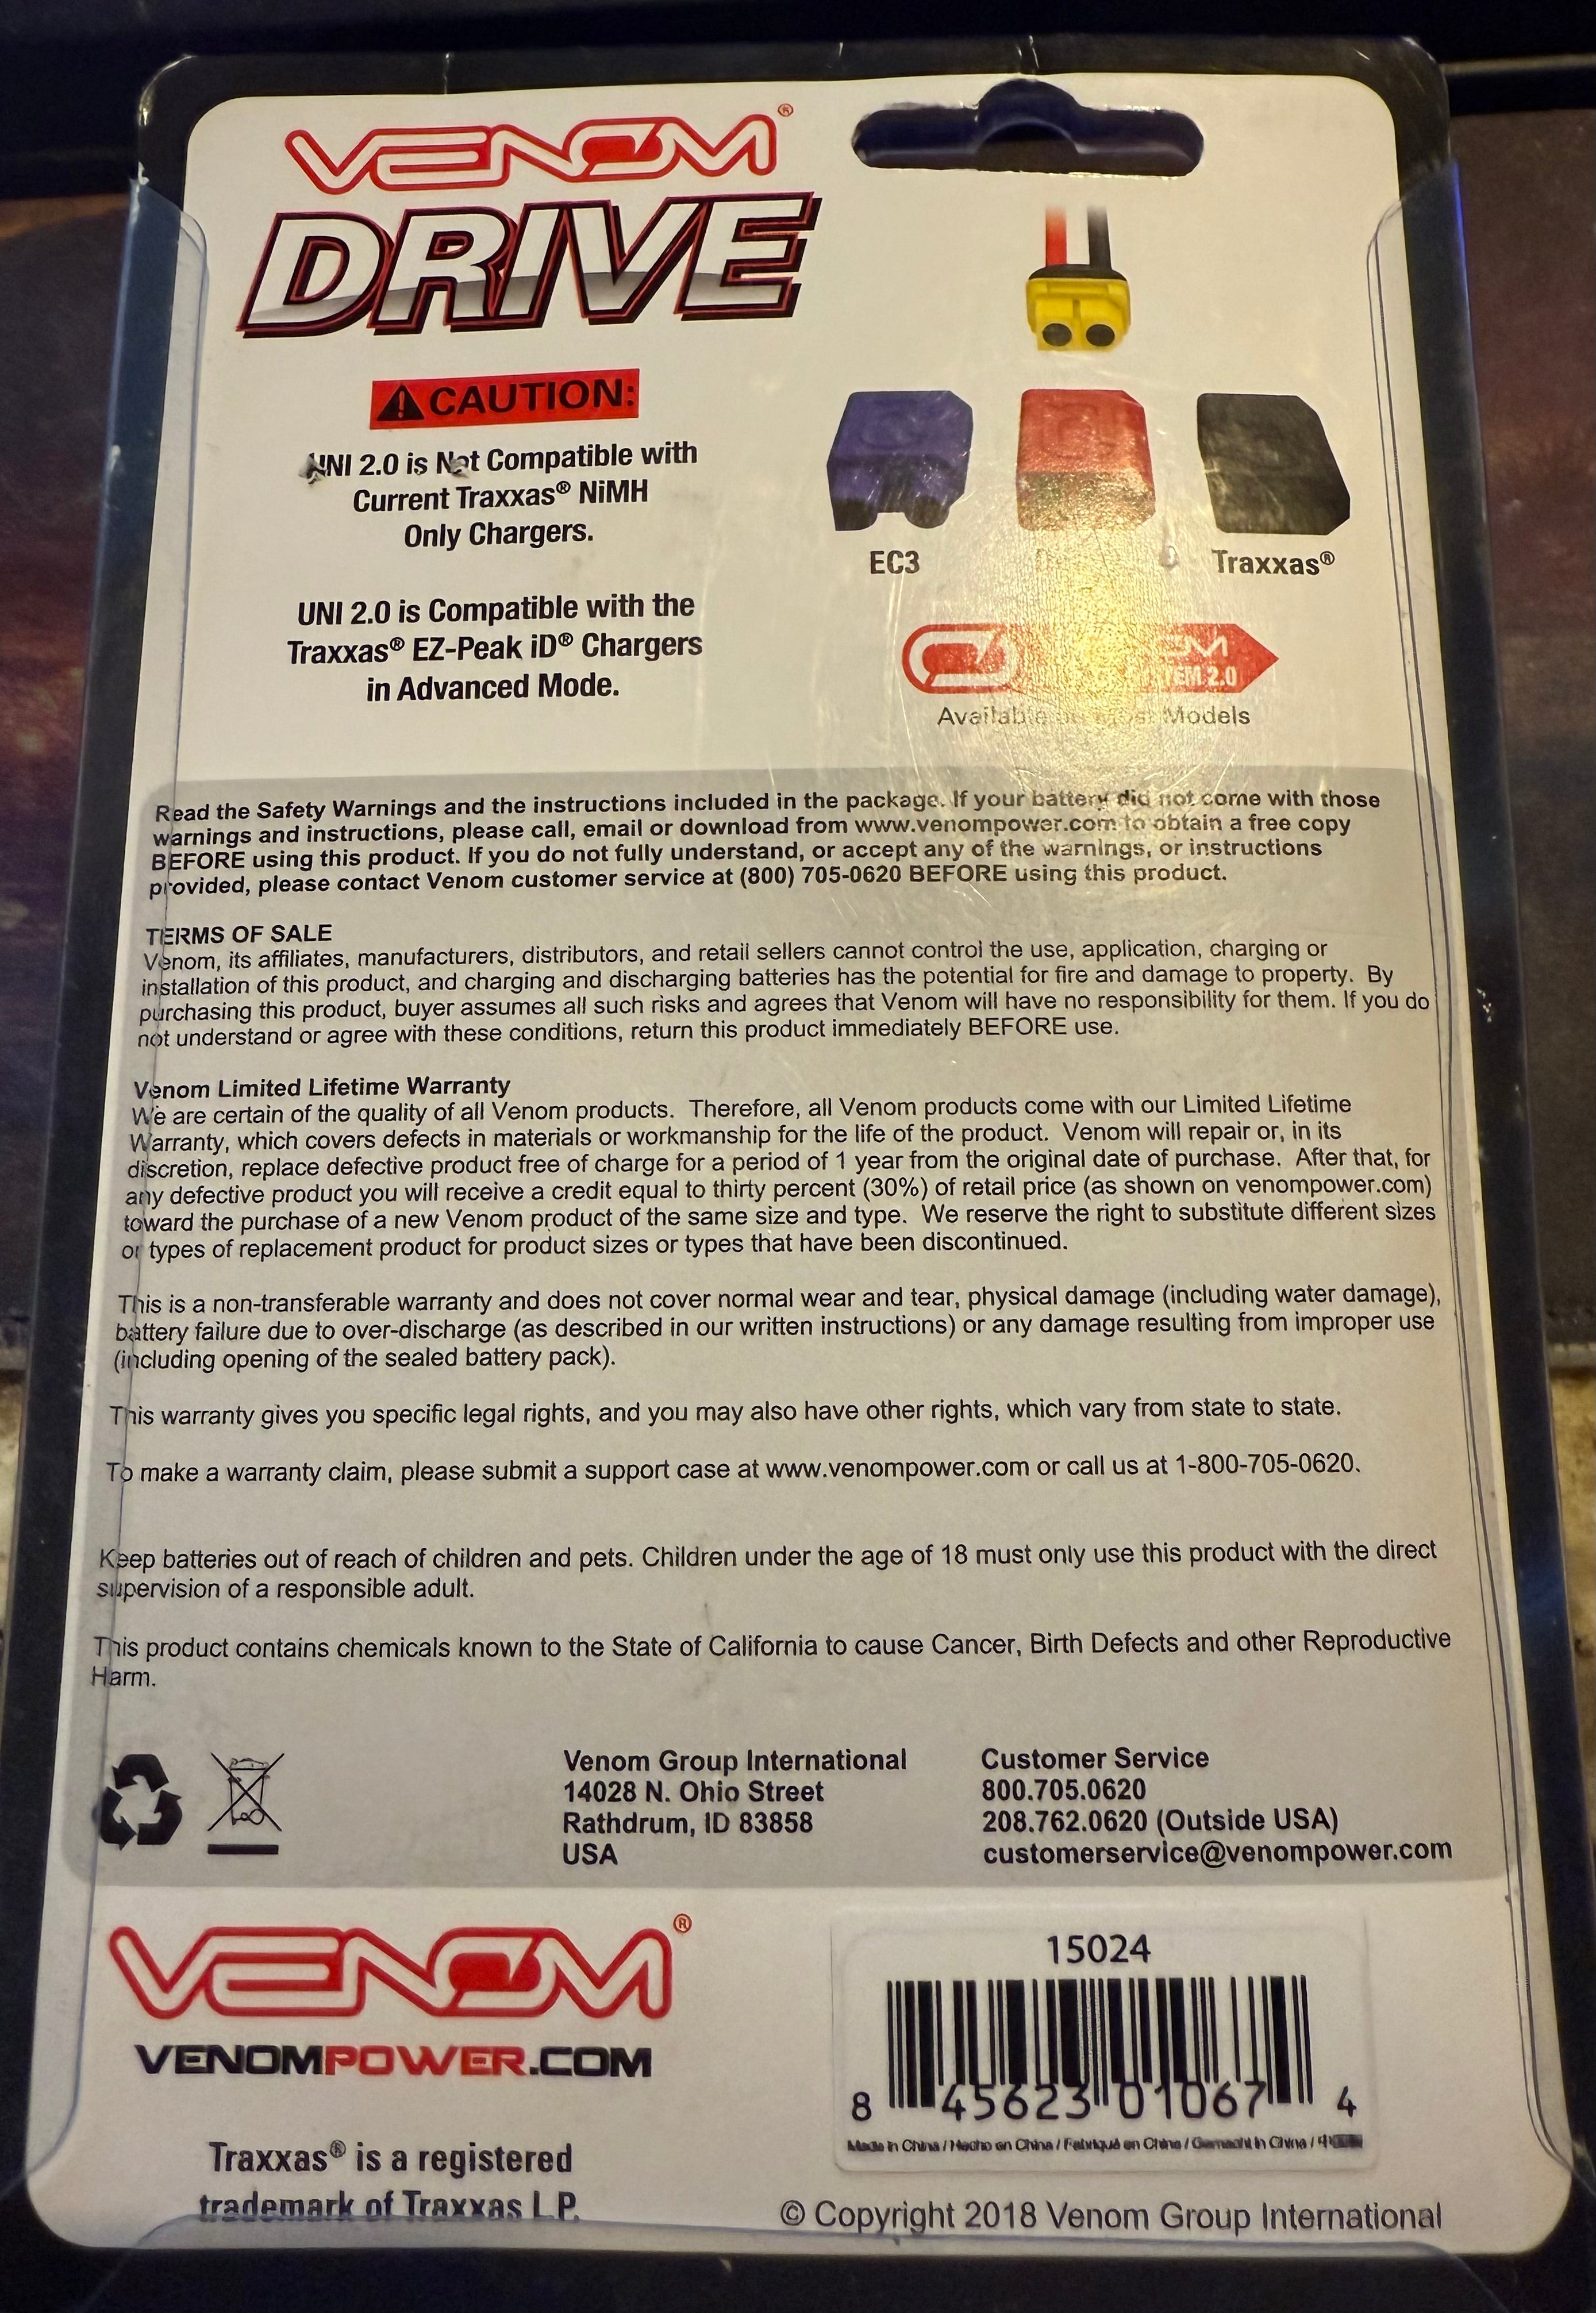 VENOM®
DRIVE
CAUTION:
UNI 2.0 is Not Compatible with
Current Traxxas® NiMH
Only Chargers.
UNI 2.0 is Compatible with the
Traxxas® EZ-Peak iD® Chargers
in Advanced Mode.
EC3
Traxxas®
2.0
Available Models
Read the Safety Warnings and the instructions included in the package. If your battery did not come with those
warnings and instructions, please call, email or download from www.venompower.com to obtain a free copy
BEFORE using this product. If you do not fully understand, or accept any of the warnings, or instructions
provided, please contact Venom customer service at (800) 705-0620 BEFORE using this product.
TERMS OF SALE
Venom, its affiliates, manufacturers, distributors, and retail sellers cannot control the use, application, charging or
installation of this product, and charging and discharging batteries has the potential for fire and damage to property. By
purchasing this product, buyer assumes all such risks and agrees that Venom will have no responsibility for them. If you do
not understand or agree with these conditions, return this product immediately BEFORE use.
Venom Limited Lifetime Warranty
We are certain of the quality of all Venom products. Therefore, all Venom products come with our Limited Lifetime
Warranty, which covers defects in materials or workmanship for the life of the product. Venom will repair or, in its
discretion, replace defective product free of charge for a period of 1 year from the original date of purchase. After that, for
any defective product you will receive a credit equal to thirty percent (30%) of retail price (as shown on venompower.com)
toward the purchase of a new Venom product of the same size and type. We reserve the right to substitute different sizes
or types of replacement product for product sizes or types that have been discontinued.
This is a non-transferable warranty and does not cover normal wear and tear, physical damage (including water damage),
battery failure due to over-discharge (as described in our written instructions) or any damage resulting from improper use
(including opening of the sealed battery pack).
This warranty gives you specific legal rights, and you may also have other rights, which vary from state to state.
To make a warranty claim, please submit a support case at www.venompower.com or call us at 1-800-705-0620.
Keep batteries out of reach of children and pets. Children under the age of 18 must only use this product with the direct
supervision of a responsible adult.
This product contains chemicals known to the State of California to cause Cancer, Birth Defects and other Reproductive
Harm.
Venom Group International
14028 N. Ohio Street
Rathdrum, ID 83858
USA
Customer Service
800.705.0620
208.762.0620 (Outside USA)
customerservice@venompower.com
VENOM®
VENOMPOWER.COM
Traxxas® is a registered
trademark of Traxxas L.P.
15024
8 45623 01067 4
Made in China / Hecho en China / Fabriqué en China / Gemacht in China /
© Copyright 2018 Venom Group International